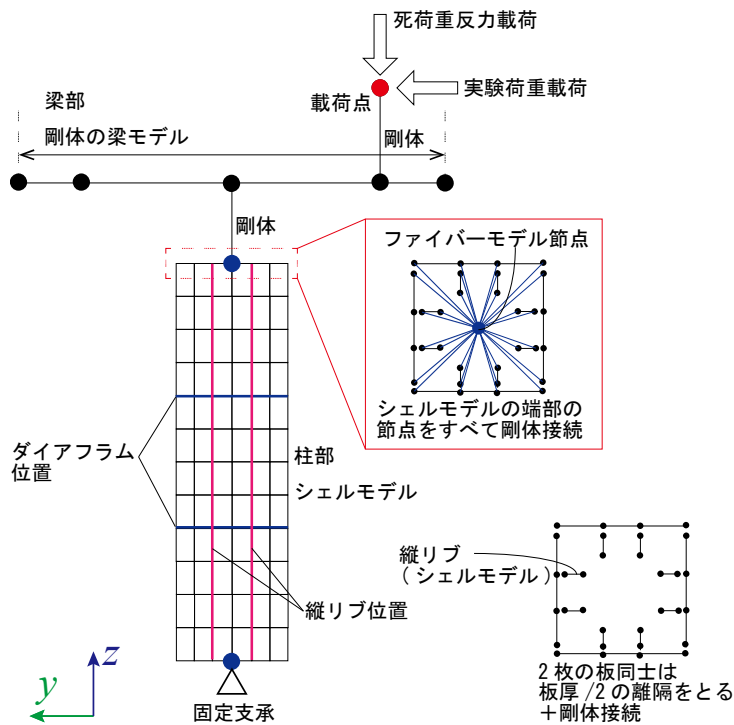 死荷重反力載荷
実験荷重載荷
載荷点
梁部
剛体の梁モデル
剛体
剛体
ファイバーモデル節点
シェルモデルの端部の
節点をすべて剛体接続
ダイアフラム
位置
柱部
シェルモデル
縦リブ位置
縦リブ
(シェルモデル)
2枚の板同士は
板厚/2の離隔をとる
+剛体接続
z
y
固定支承